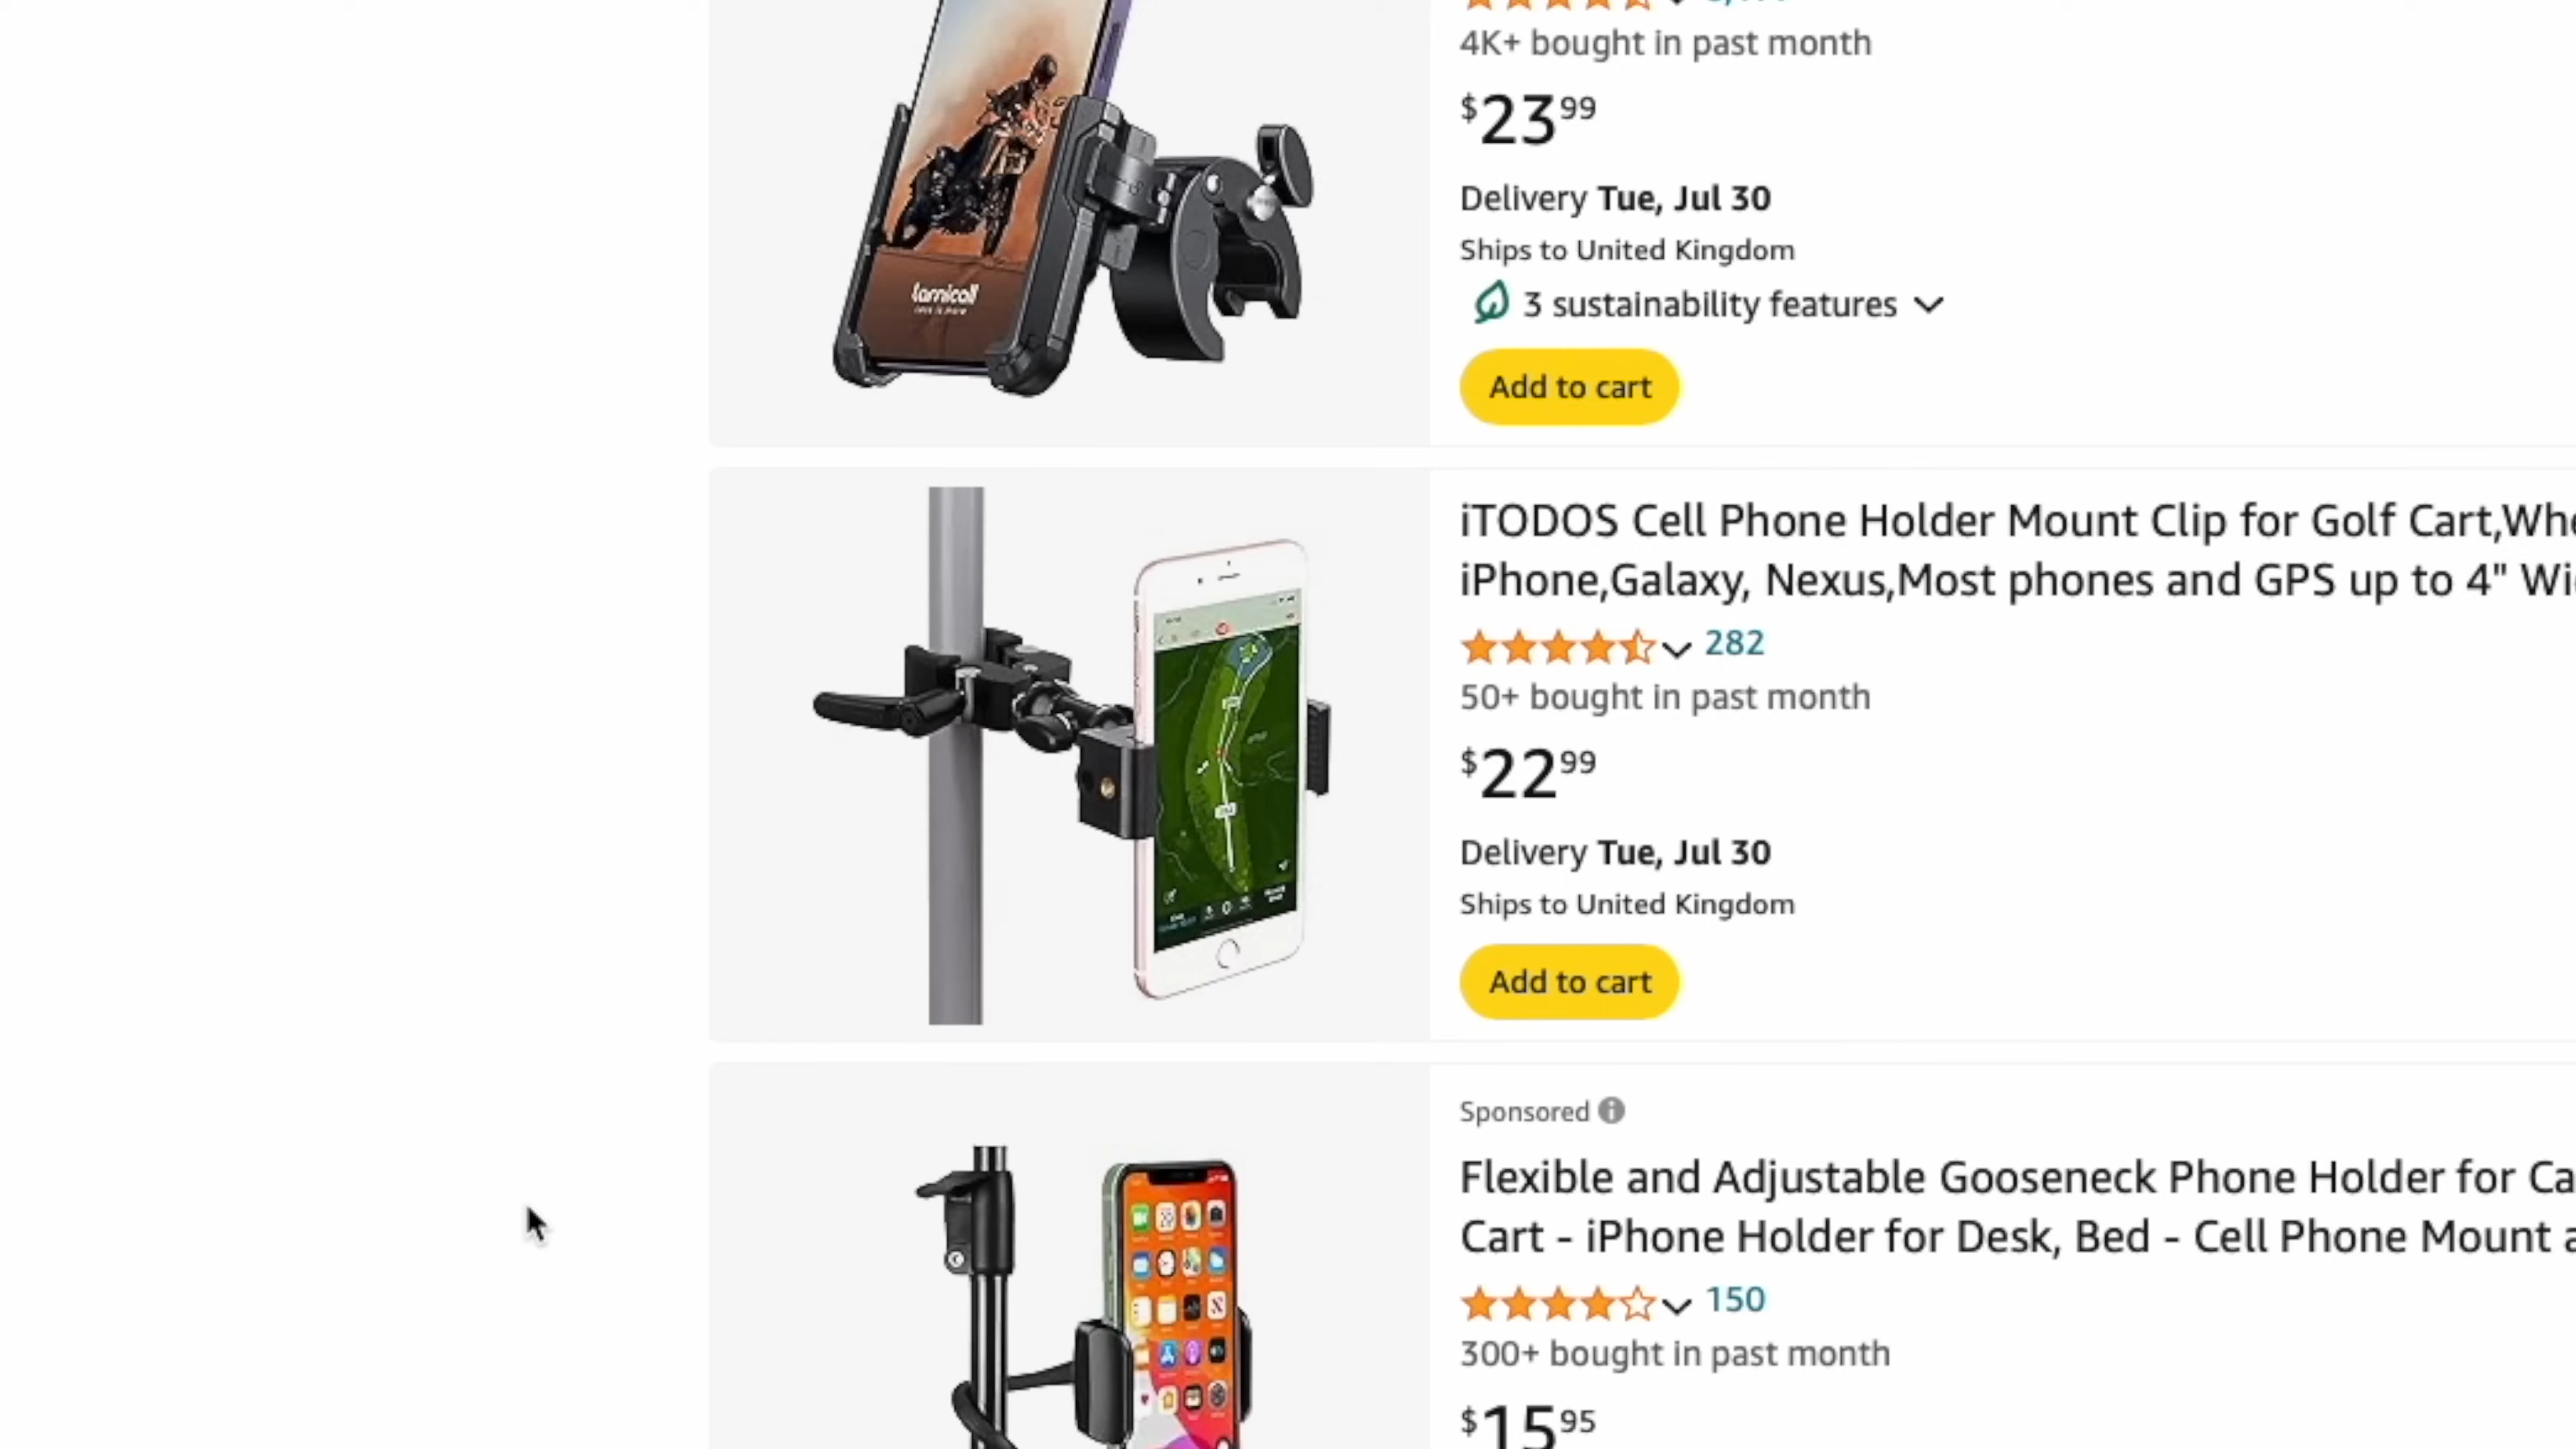 4K+ bought in past month
$23.99
Delivery Tue, Jul 30
Ships to United Kingdom
3 sustainability features
Add to cart
lamicall
iTODOS Cell Phone Holder Mount Clip for Golf Cart,Whe
iPhone,Galaxy, Nexus,Most phones and GPS up to 4" Wi
282
50+ bought in past month
$22.99
Delivery Tue, Jul 30
Ships to United Kingdom
Add to cart
Sponsored
Flexible and Adjustable Gooseneck Phone Holder for Ca
Cart - iPhone Holder for Desk, Bed - Cell Phone Mount a
150
300+ bought in past month
$15.95